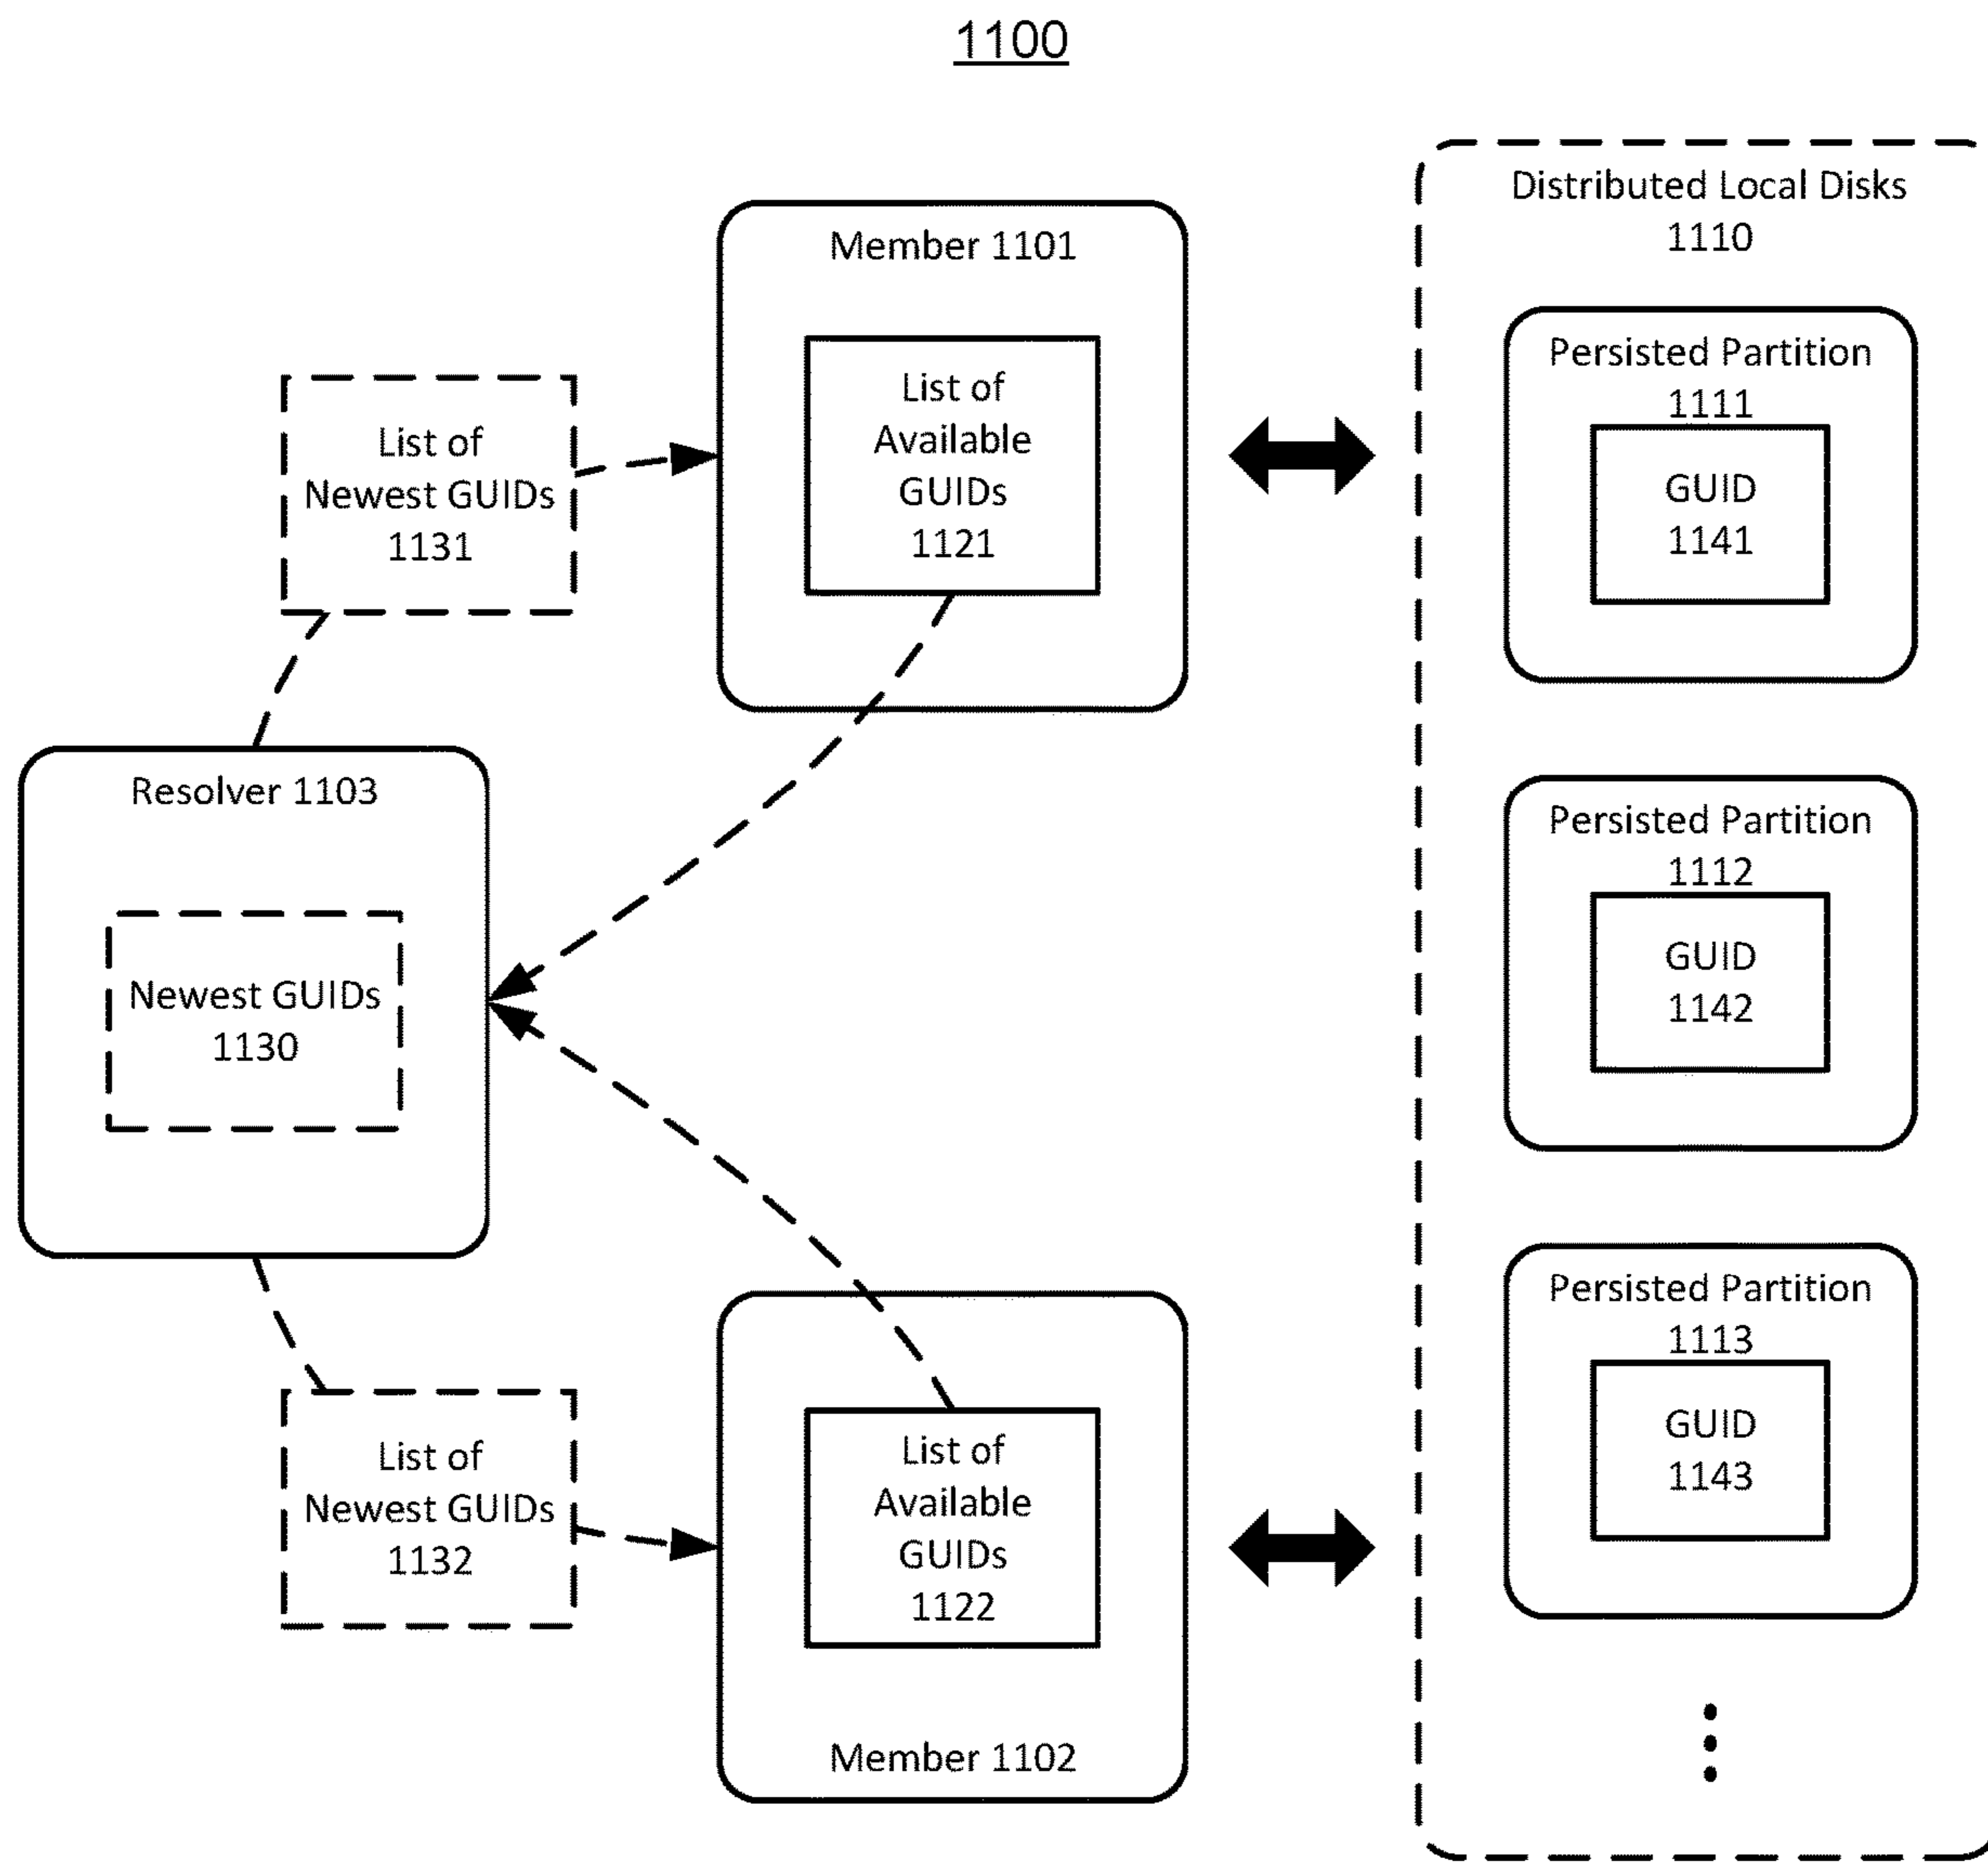 1100
Distributed Local Disks
1110
Member 1101
List of
Available
GUIDs
1121
List of
Newest GUIDs
1131
Persisted Partition
1111
GUID
1141
Resolver 1103
Newest GUIDs
1130
Persisted Partition
1112
GUID
1142
Persisted Partition
1113
GUID
1143
List of
Newest GUIDs
1132
List of
Available
GUIDs
1122
Member 1102